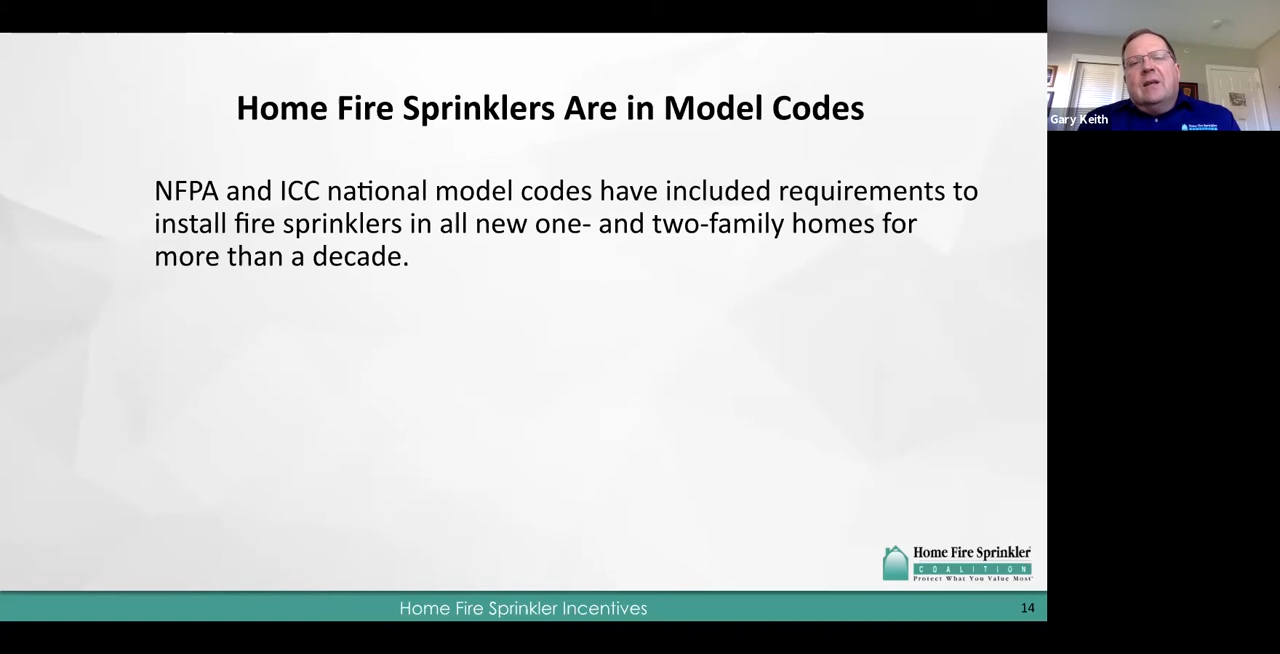 Home Fire Sprinklers Are in Model Codes
Gary Keith
NFPA and ICC national model codes have included requirements to
install fire sprinklers in all new one- and two-family homes for
more than a decade.
Home Fire Sprinkler
COALITION
Protect What You Value Most
Home Fire Sprinkler Incentives
14